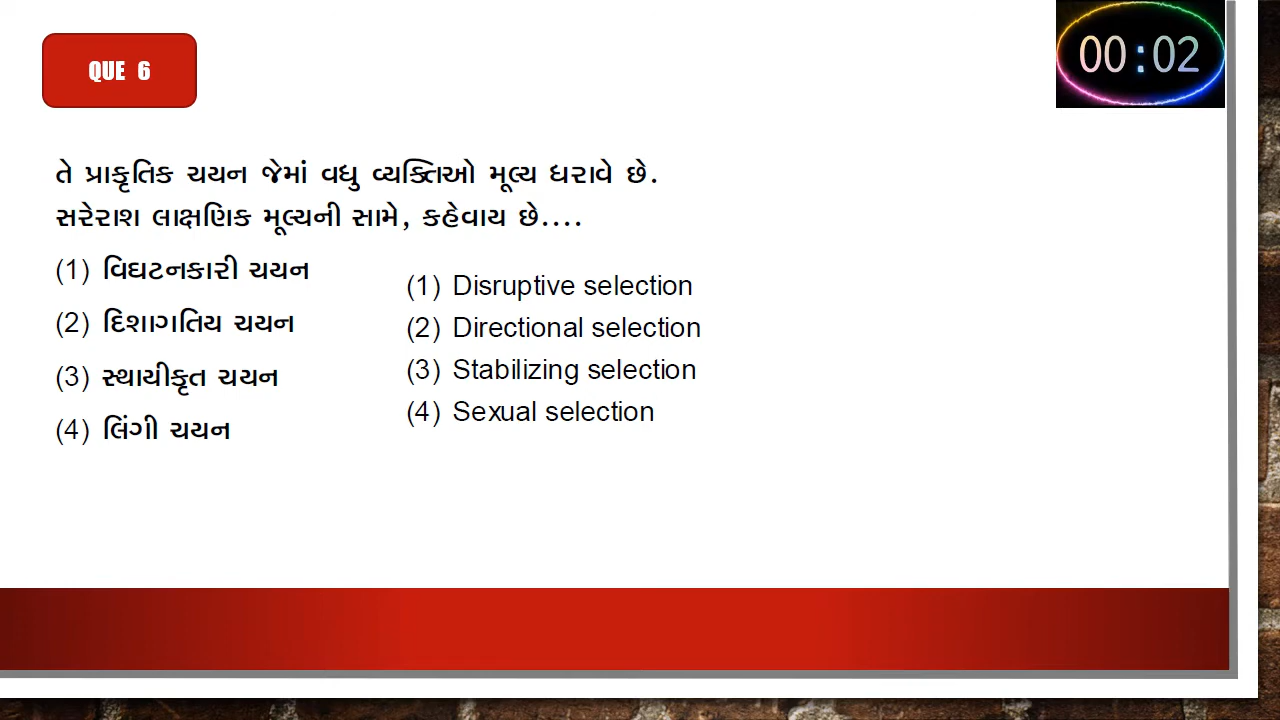 QUE 6
00:02
તે પ્રાકૃતિક ચયન જેમાં વધુ વ્યક્તિઓ મૂલ્ય ધરાવે છે.
સરેરાશ લાક્ષણિક મૂલ્યની સામે, કહેવાય છે....
(1) વિઘટનકારી ચયન
(2) દિશાગતિય ચયન
(3) સ્થાયીકૃત ચયન
(4) લિંગી ચયન
(1) Disruptive selection
(2) Directional selection
(3) Stabilizing selection
(4) Sexual selection